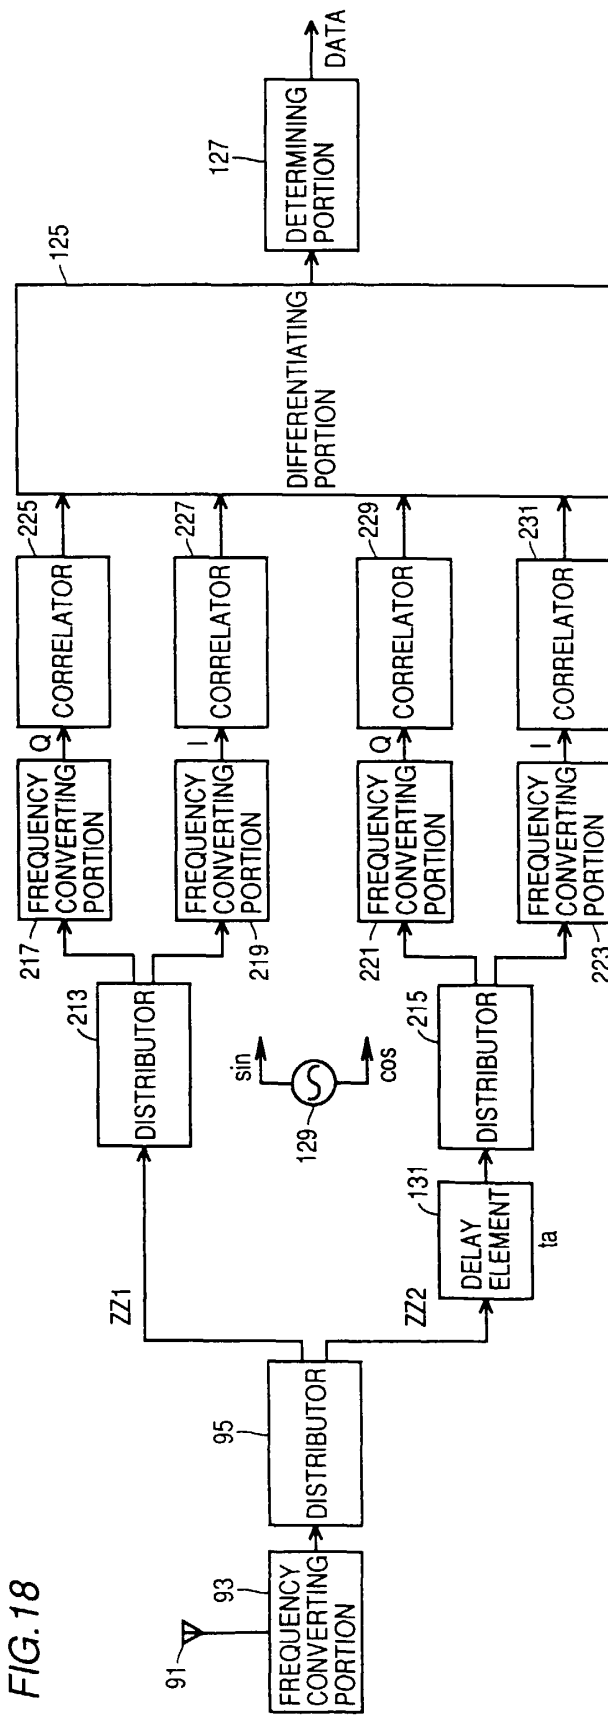 FIG.18
91
93
FREQUENCY
CONVERTING
PORTION
95
DISTRIBUTOR
ZZ1
ZZ2
131
DELAY
ELEMENT
ta
213
DISTRIBUTOR
sin
129
cos
215
DISTRIBUTOR
217
FREQUENCY
CONVERTING
PORTION
Q
225
CORRELATOR
219
FREQUENCY
CONVERTING
PORTION
I
227
CORRELATOR
221
FREQUENCY
CONVERTING
PORTION
Q
229
CORRELATOR
223
FREQUENCY
CONVERTING
PORTION
I
231
CORRELATOR
125
DIFFERENTIATING
PORTION
127
DETERMINING
PORTION
DATA